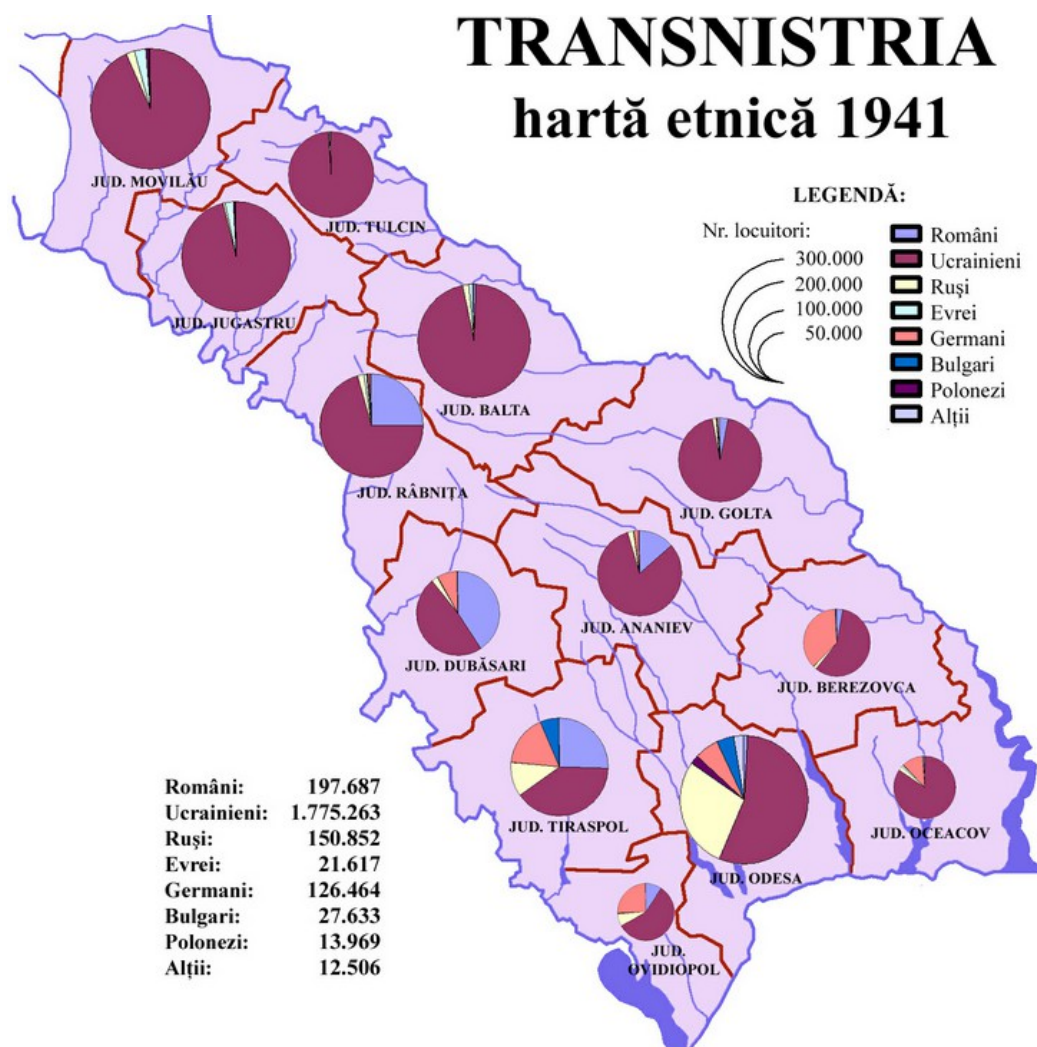 TRANSNISTRIA
hartă etnică 1941
LEGENDĂ:
Nr. locuitori:
300.000
200.000
100.000
50.000
Români
Ucrainieni
Ruşi
Evrei
Germani
Bulgari
Polonezi
Alții
JUD. MOVILĂU
JUD. TULCIN
JUD. JUGASTRU
JUD. BALTA
JUD. RÂBNIȚA
JUD. GOLTA
JUD. ANANIEV
JUD. DUBĂSARI
JUD. BEREZOVCA
JUD. TIRASPOL
JUD. ODESA
JUD. OCEACOV
JUD.
OVIDIOPOL
Români: 197.687
Ucrainieni: 1.775.263
Ruşi: 150.852
Evrei: 21.617
Germani: 126.464
Bulgari: 27.633
Polonezi: 13.969
Alții: 12.506